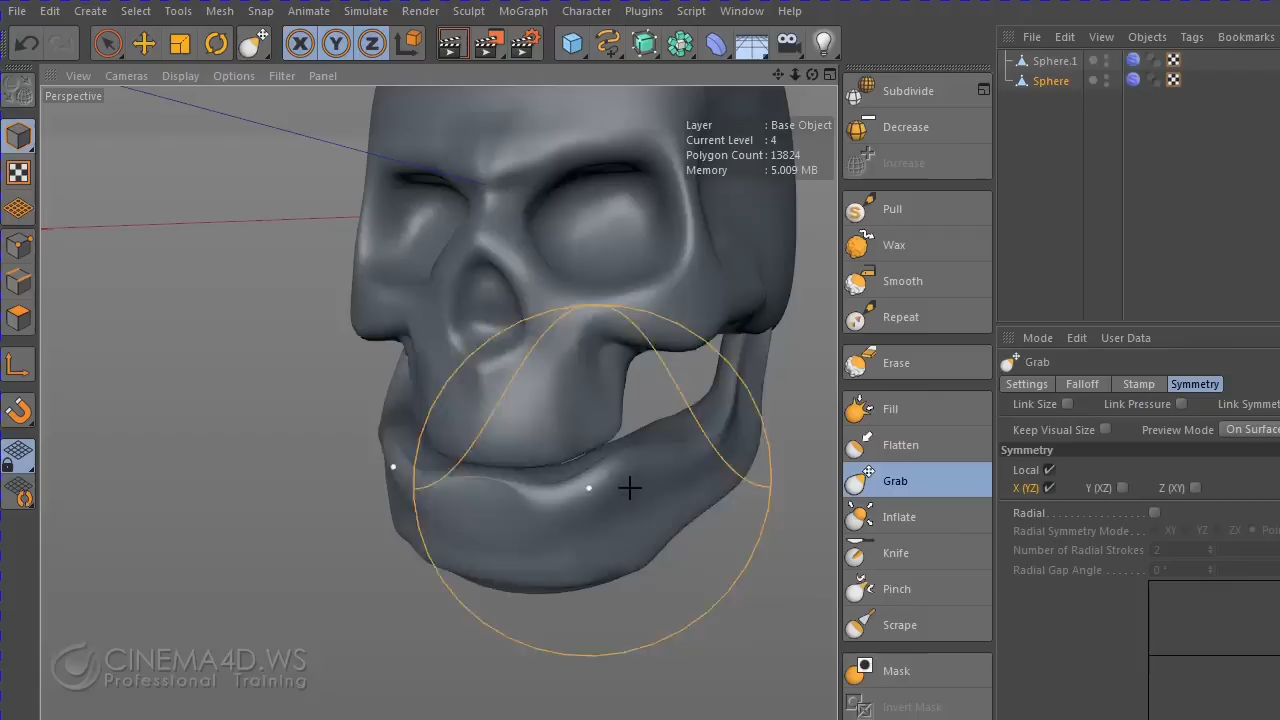 File Edit Create Select Tools Mesh Snap Animate Simulate Render Sculpt MoGraph Character Plugins Script Window Help
X Y Z
View Cameras Display Options Filter Panel
Perspective
Layer : Base Object
Current Level : 4
Polygon Count : 13824
Memory : 5.009 MB
CINEMA4D.WS
Professional Training
Subdivide
Decrease
Increase
Pull
Wax
Smooth
Repeat
Erase
Fill
Flatten
Grab
Inflate
Knife
Pinch
Scrape
Mask
Invert Mask
File Edit View Objects Tags Bookmarks
Sphere.1
Sphere
Mode Edit User Data
Grab
Settings Falloff Stamp Symmetry
Link Size Link Pressure Link Symmet
Keep Visual Size Preview Mode On Surface
Symmetry
Local
X (YZ) Y (XZ) Z (XY)
Radial
Radial Symmetry Mode. XY YZ ZX Poin
Number of Radial Strokes 2
Radial Gap Angle 0 °